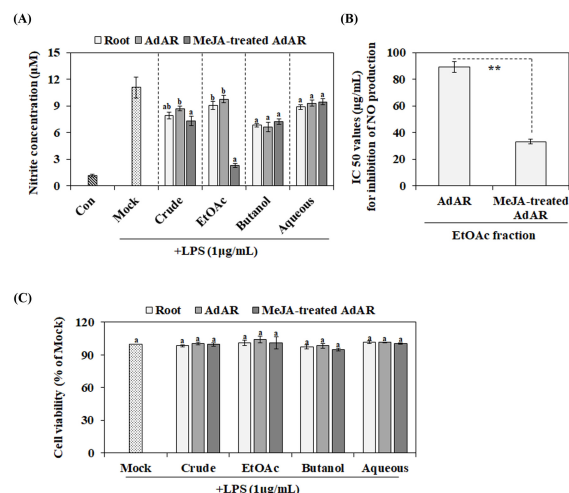 (A)
Root AdAR MeJA-treated AdAR
Nitrite concentration (μM)
15
12
9
6
3
0
ab b a
b b a
a a a
a a a
Con Mock Crude EtOAc Butanol Aqueous
+LPS (1μg/mL)
(B)
IC 50 values (μg/mL)
for inhibition of NO production
100
80
60
40
20
0
**
AdAR MeJA-treated
AdAR
EtOAc fraction
(C)
Root AdAR MeJA-treated AdAR
Cell viability (% of Mock)
120
90
60
30
0
a a a a a a a a a a a a a
Mock Crude EtOAc Butanol Aqueous
+LPS (1μg/mL)